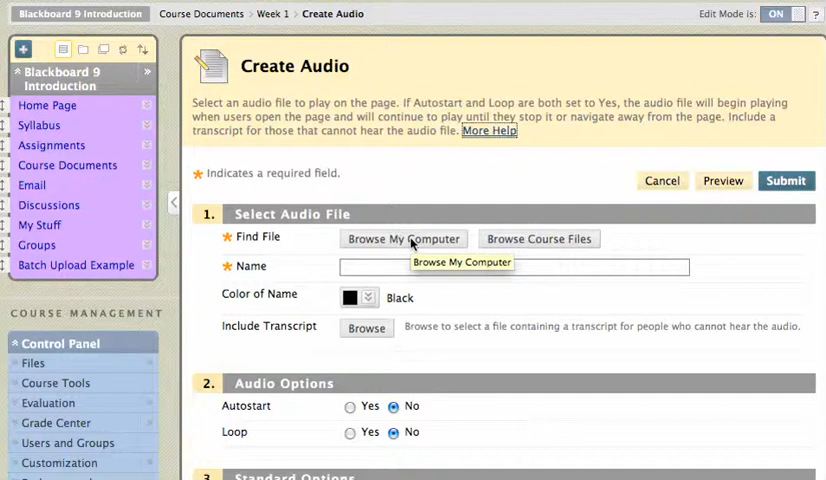 Blackboard 9 Introduction Course Documents > Week 1 > Create Audio Edit Mode is: ON ?
Blackboard 9
Introduction
»
Home Page
Syllabus
Assignments
Course Documents
Email
Discussions
My Stuff
Groups
Batch Upload Example
COURSE MANAGEMENT
Control Panel
Files
Course Tools
Evaluation
Grade Center
Users and Groups
Customization
Create Audio
Select an audio file to play on the page. If Autostart and Loop are both set to Yes, the audio file will begin playing
when users open the page and will continue to play until they stop it or navigate away from the page. Include a
transcript for those that cannot hear the audio file. More Help
* Indicates a required field.
Cancel Preview Submit
1. Select Audio File
* Find File Browse My Computer Browse Course Files
Browse My Computer
* Name
Color of Name Black
Include Transcript Browse Browse to select a file containing a transcript for people who cannot hear the audio.
2. Audio Options
Autostart Yes No
Loop Yes No
3. Standard Options